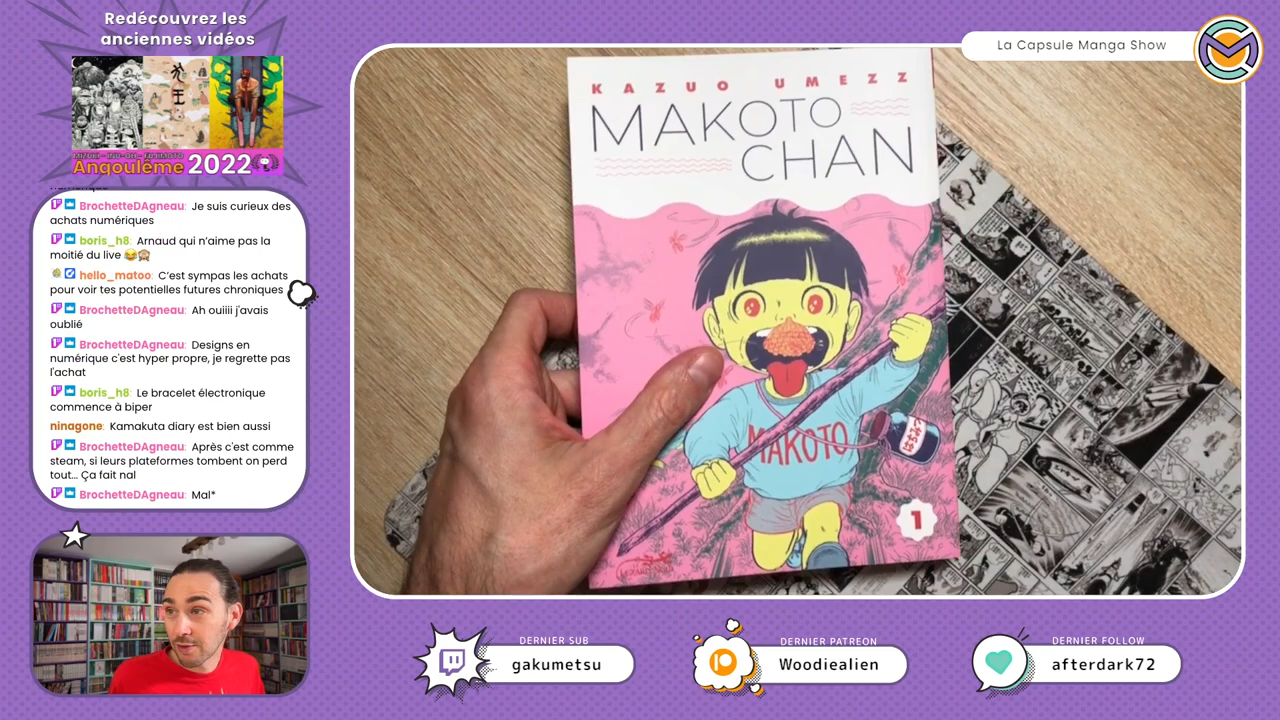 Redécouvrez les
anciennes vidéos
Angoulême 2022
BrochetteDAgneau: Je suis curieux des
achats numériques
boris_h8: Arnaud qui n'aime pas la
moitié du live 😂🙊
hello_matoo: C'est sympas les achats
pour voir tes potentielles futures chroniques
BrochetteDAgneau: Ah ouiiii j'avais
oublié
BrochetteDAgneau: Designs en
numérique c'est hyper propre, je regrette pas
l'achat
boris_h8: Le bracelet électronique
commence à biper
ninagone: Kamakuta diary est bien aussi
BrochetteDAgneau: Après c'est comme
steam, si leurs plateformes tombent on perd
tout... Ça fait nal
BrochetteDAgneau: Mal*
La Capsule Manga Show
KAZUO UMEZZ
MAKOTO
CHAN
MAKOTO
1
DERNIER SUB
gakumetsu
DERNIER PATREON
Woodiealien
DERNIER FOLLOW
afterdark72